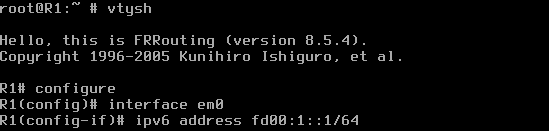 root@R1:~ # vtysh
Hello, this is FRRouting (version 8.5.4).
Copyright 1996-2005 Kunihiro Ishiguro, et al.
R1# configure
R1(config)# interface em0
R1(config-if)# ipv6 address fd00:1::1/64